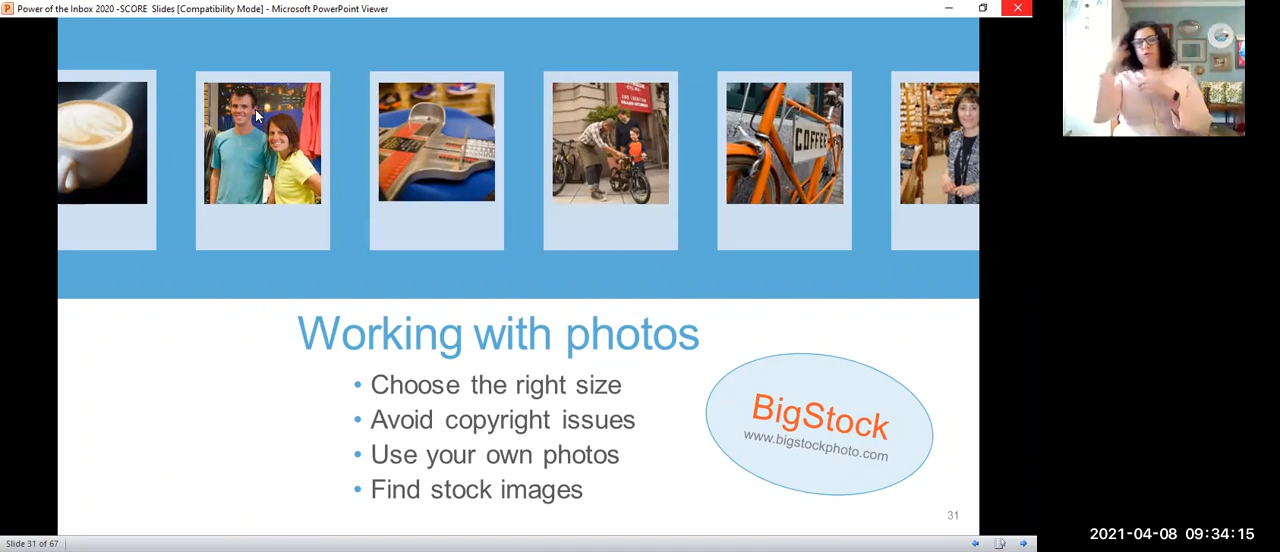 Power of the Inbox 2020 -SCORE Slides [Compatibility Mode] - Microsoft PowerPoint Viewer
COFFEE
Working with photos
• Choose the right size
• Avoid copyright issues
• Use your own photos
• Find stock images
BigStock
www.bigstockphoto.com
31
Slide 31 of 67
2021-04-08 09:34:15